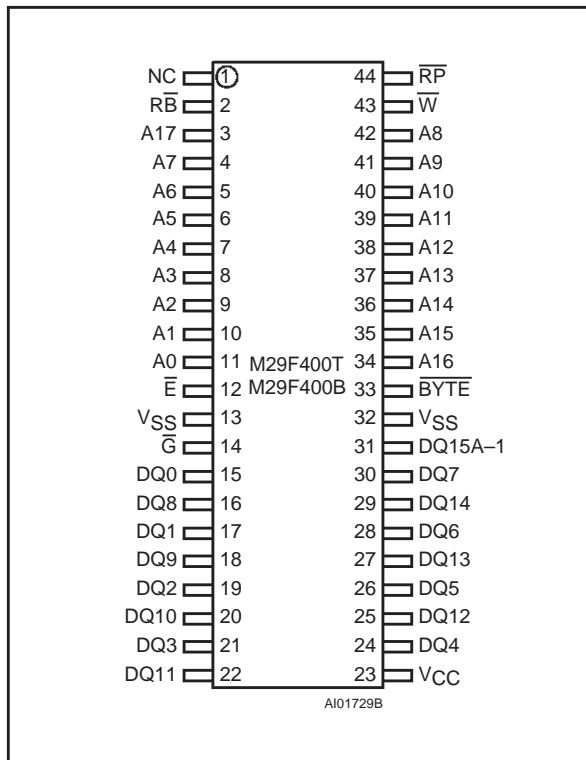 NC 1 44 R̅P̅
RB̅ 2 43 W̅
A17 3 42 A8
A7 4 41 A9
A6 5 40 A10
A5 6 39 A11
A4 7 38 A12
A3 8 37 A13
A2 9 36 A14
A1 10 35 A15
A0 11 M29F400T 34 A16
E̅ 12 M29F400B 33 B̅Y̅T̅E̅
VSS 13 32 VSS
G̅ 14 31 DQ15A–1
DQ0 15 30 DQ7
DQ8 16 29 DQ14
DQ1 17 28 DQ6
DQ9 18 27 DQ13
DQ2 19 26 DQ5
DQ10 20 25 DQ12
DQ3 21 24 DQ4
DQ11 22 23 VCC
AI01729B